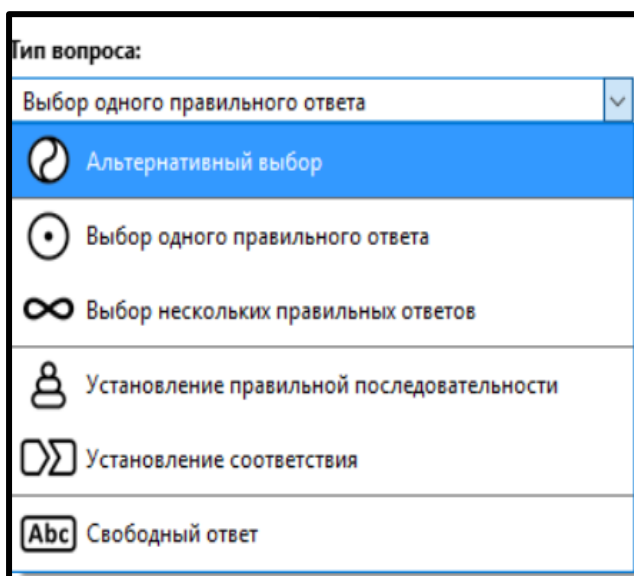 Тип вопроса:
Выбор одного правильного ответа
Альтернативный выбор
Выбор одного правильного ответа
Выбор нескольких правильных ответов
Установление правильной последовательности
Установление соответствия
Abc Свободный ответ